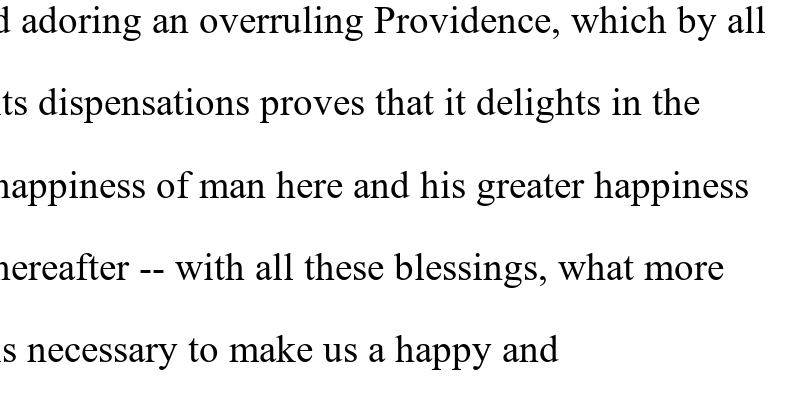 d adoring an overruling Providence, which by all
ts dispensations proves that it delights in the
happiness of man here and his greater happiness
hereafter -- with all these blessings, what more
s necessary to make us a happy and